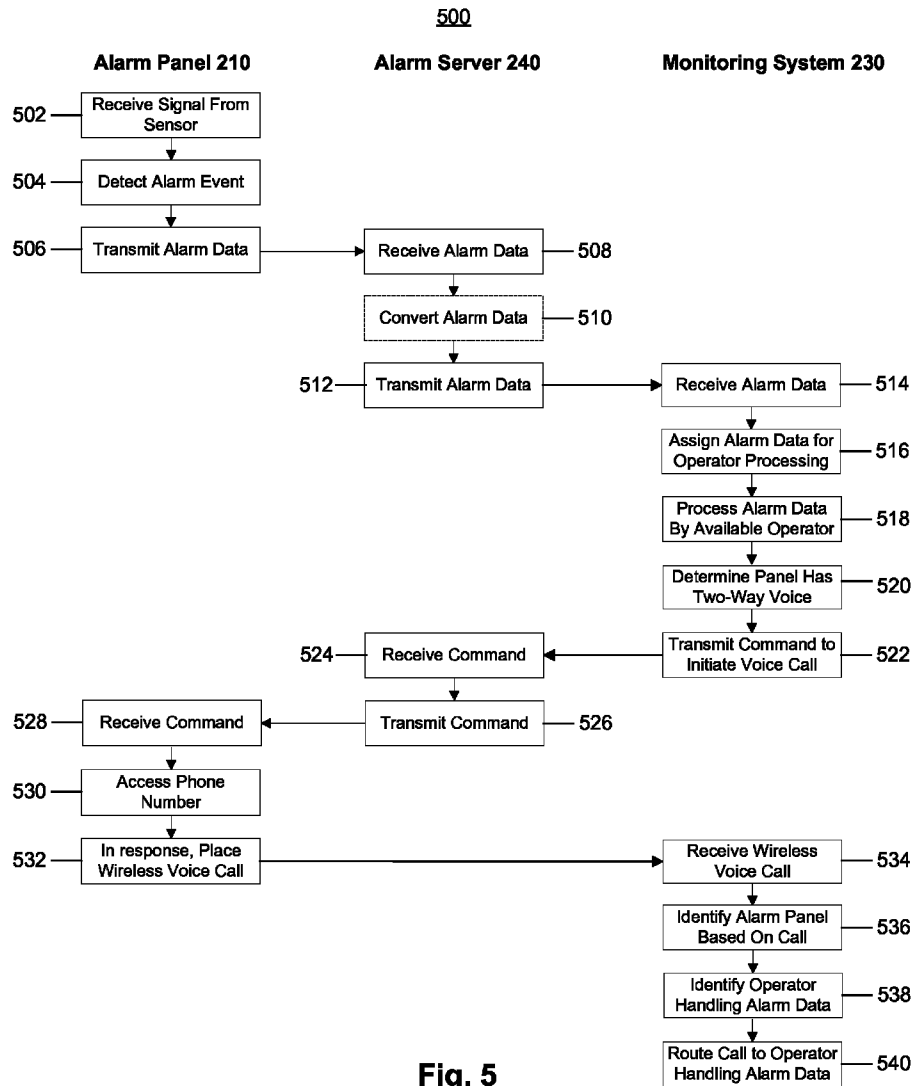 500
Alarm Panel 210
Alarm Server 240
Monitoring System 230
502
Receive Signal From
Sensor
504
Detect Alarm Event
506
Transmit Alarm Data
Receive Alarm Data
508
Convert Alarm Data
510
512
Transmit Alarm Data
Receive Alarm Data
514
Assign Alarm Data for
Operator Processing
516
Process Alarm Data
By Available Operator
518
Determine Panel Has
Two-Way Voice
520
Transmit Command to
Initiate Voice Call
522
524
Receive Command
Transmit Command
526
528
Receive Command
530
Access Phone
Number
532
In response, Place
Wireless Voice Call
Receive Wireless
Voice Call
534
Identify Alarm Panel
Based On Call
536
Identify Operator
Handling Alarm Data
538
Route Call to Operator
Handling Alarm Data
540
Fig. 5